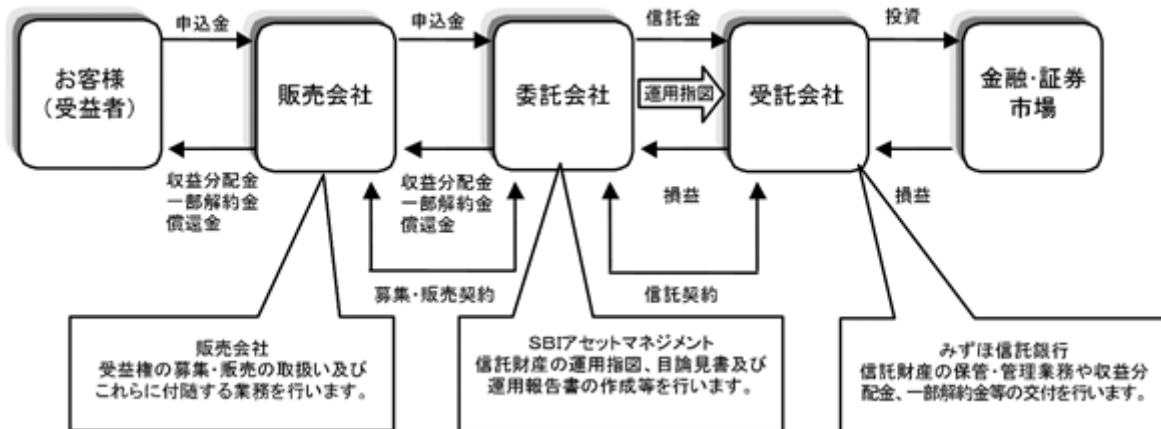 申込金
申込金
信託金
投資
お客様
(受益者)
販売会社
委託会社
運用指図
受託会社
金融・証券
市場
収益分配金
一部解約金
償還金
収益分配金
一部解約金
償還金
損益
損益
募集・販売契約
信託契約
販売会社
受益権の募集・販売の取扱い及び
これらに付随する業務を行います。
SBIアセットマネジメント
信託財産の運用指図、目論見書及び
運用報告書の作成等を行います。
みずほ信託銀行
信託財産の保管・管理業務や収益分
配金、一部解約金等の交付を行います。